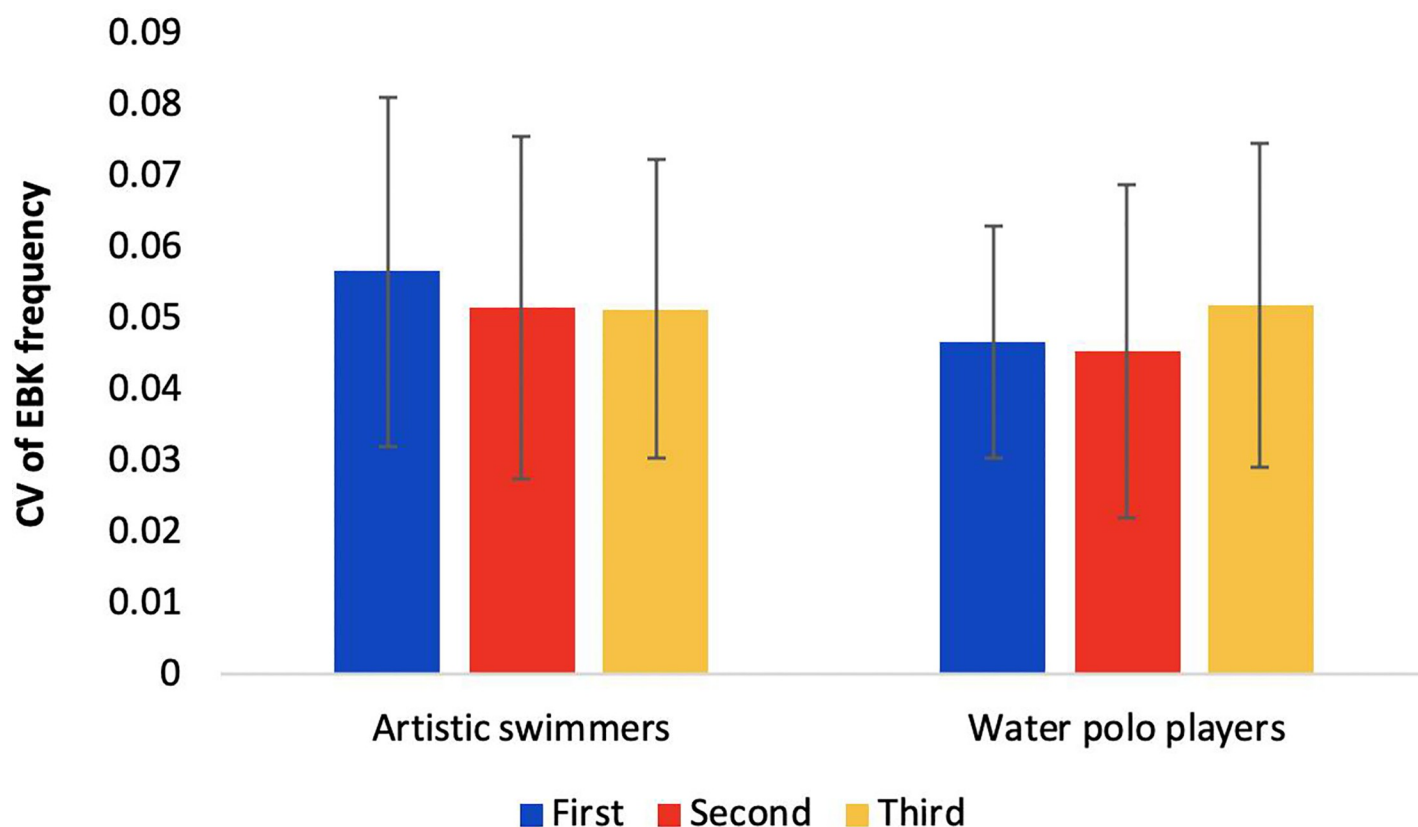 0.09
0.08
0.07
0.06
0.05
0.04
0.03
0.02
0.01
0
CV of EBK frequency
Artistic swimmers
Water polo players
First Second Third